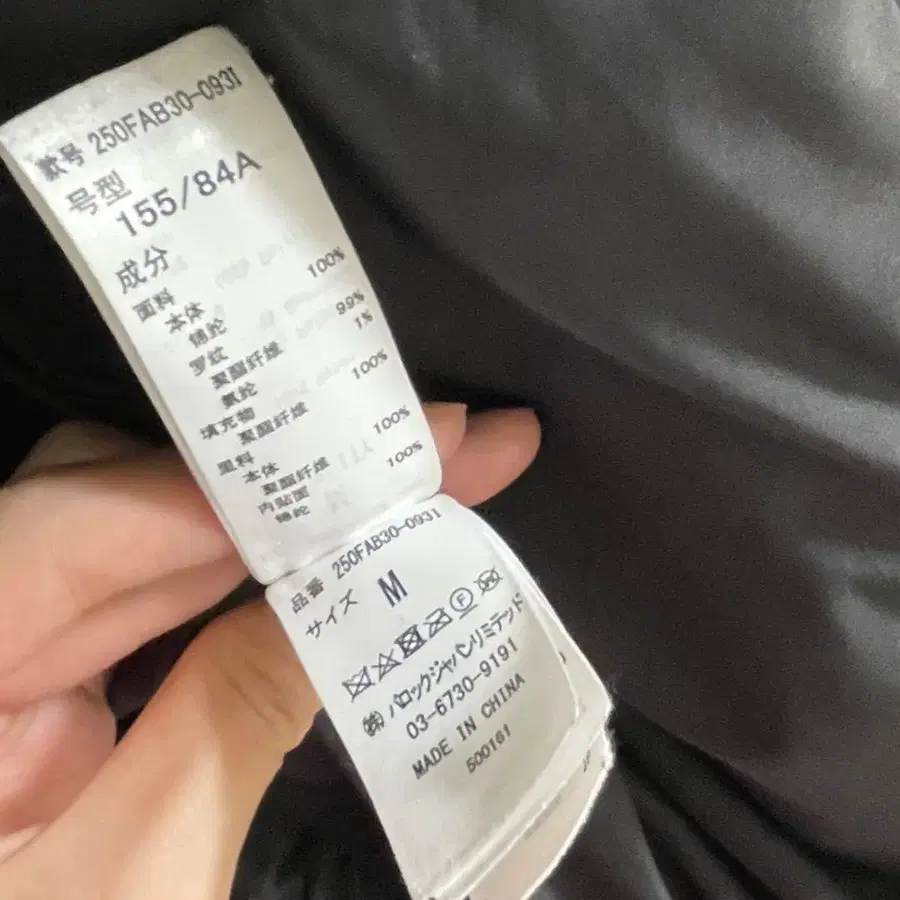 款号 250FAB30-0931
号型
155/84A
成分
面料
本体
锦纶 100%
罗纹
聚酯纤维 99%
氨纶 1%
填充物
聚酯纤维 100%
里料
本体
聚酯纤维 100%
内贴面
锦纶 100%
品番 250FAB30-0931
サイズ M
F
㈱バロックジャパンリミテッド
03-6730-9191
MADE IN CHINA
500161